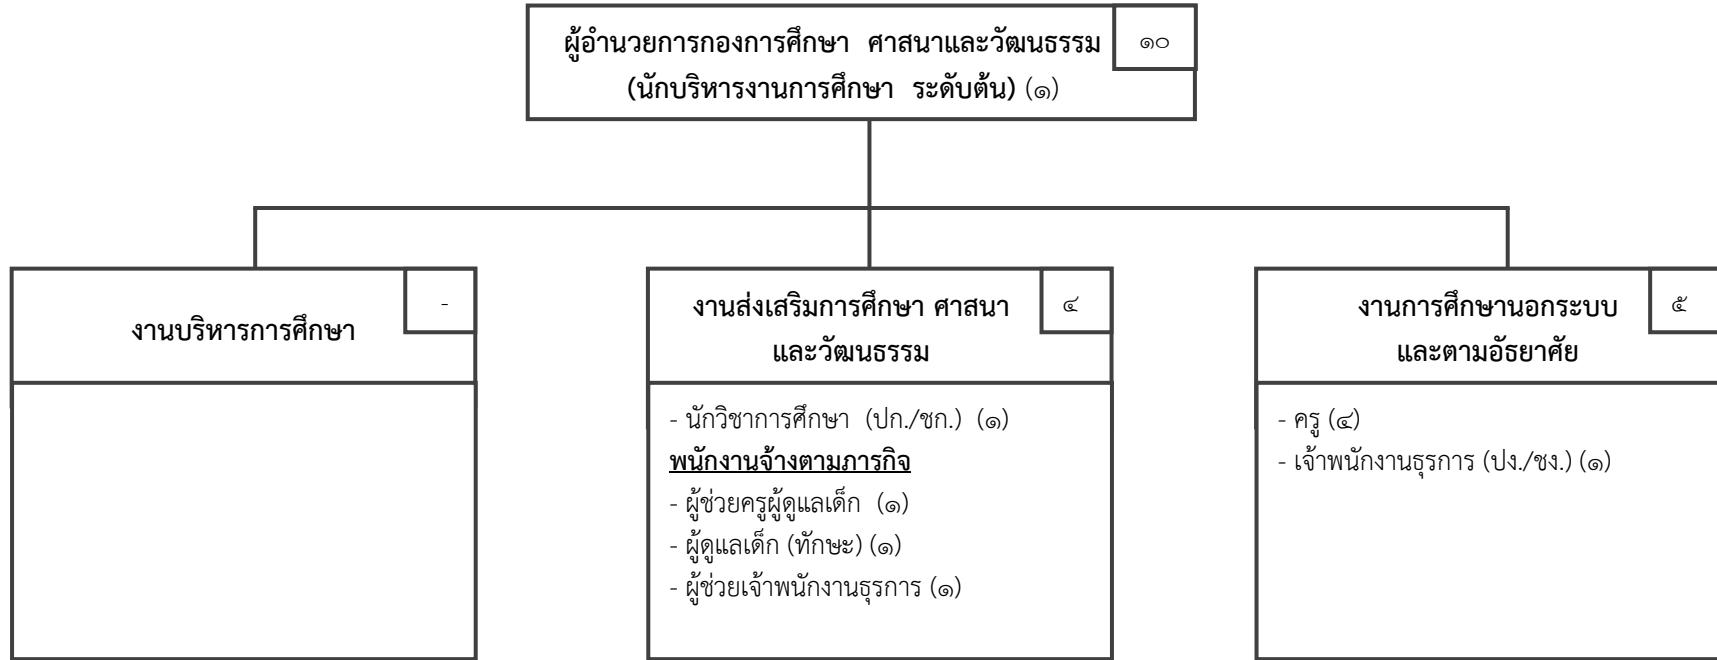 ผู้อำนวยการกองการศึกษา ศาสนาและวัฒนธรรม
๑๐
(นักบริหารงานการศึกษา ระดับต้น) (๑)
งานบริหารการศึกษา
-
งานส่งเสริมการศึกษา ศาสนา
และวัฒนธรรม
๔
- นักวิชาการศึกษา (ปก./ชก.) (๑)
พนักงานจ้างตามภารกิจ
- ผู้ช่วยครูผู้ดูแลเด็ก (๑)
- ผู้ดูแลเด็ก (ทักษะ) (๑)
- ผู้ช่วยเจ้าพนักงานธุรการ (๑)
งานการศึกษานอกระบบ
และตามอัธยาศัย
๕
- ครู (๔)
- เจ้าพนักงานธุรการ (ปง./ชง.) (๑)